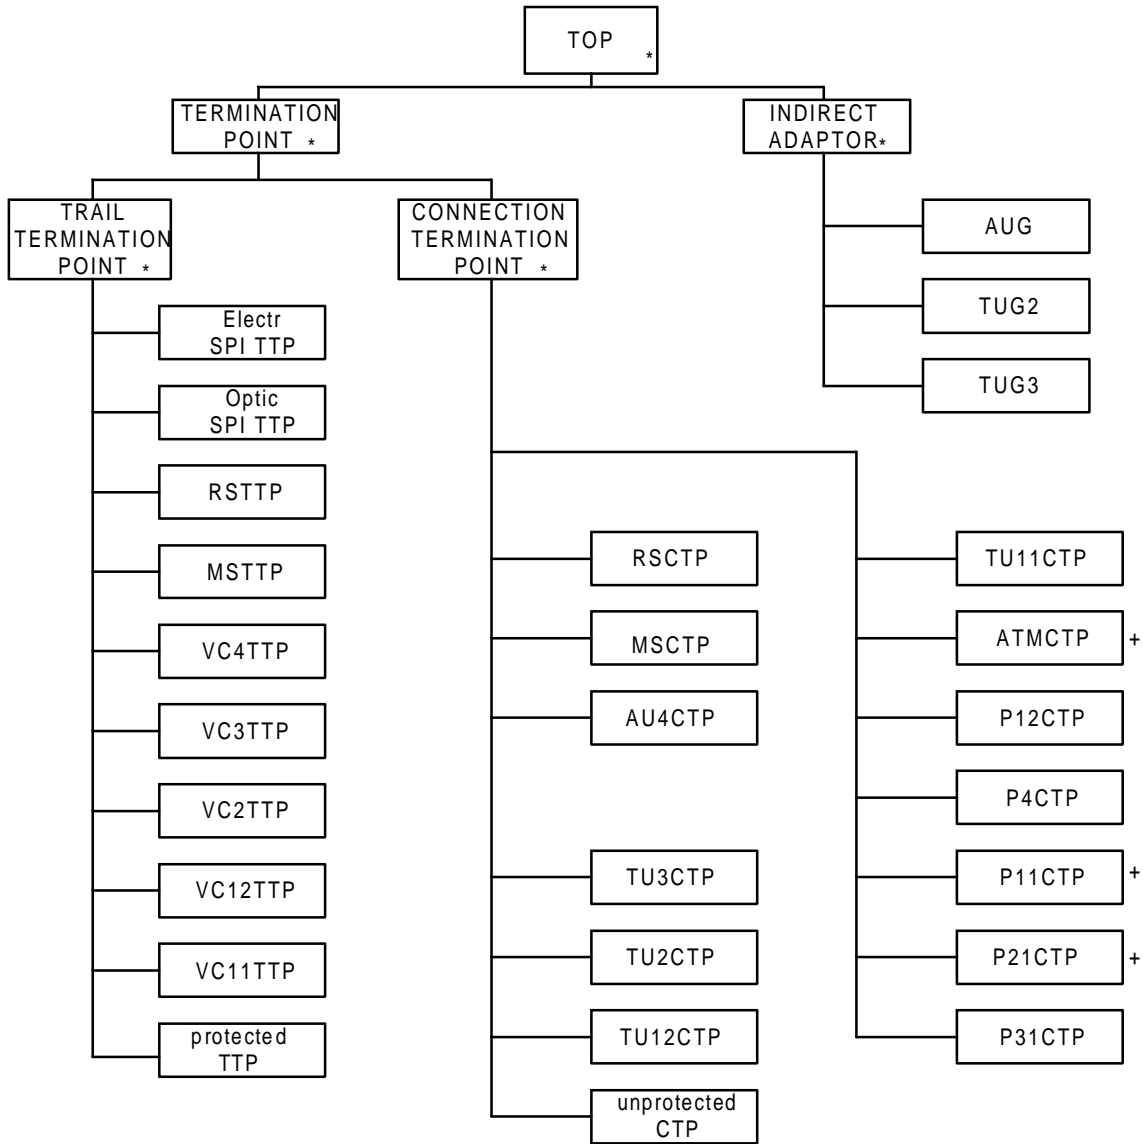 TOP
*
TERMINATION
POINT *
INDIRECT
ADAPTOR*
TRAIL
TERMINATION
POINT *
CONNECTION
TERMINATION
POINT *
AUG
TUG2
TUG3
Electr
SPI TTP
Optic
SPI TTP
RSTTP
MSTTP
VC4TTP
VC3TTP
VC2TTP
VC12TTP
VC11TTP
protected
TTP
RSCTP
MSCTP
AU4CTP
TU3CTP
TU2CTP
TU12CTP
unprotected
CTP
TU11CTP
ATMCTP +
P12CTP
P4CTP
P11CTP +
P21CTP +
P31CTP